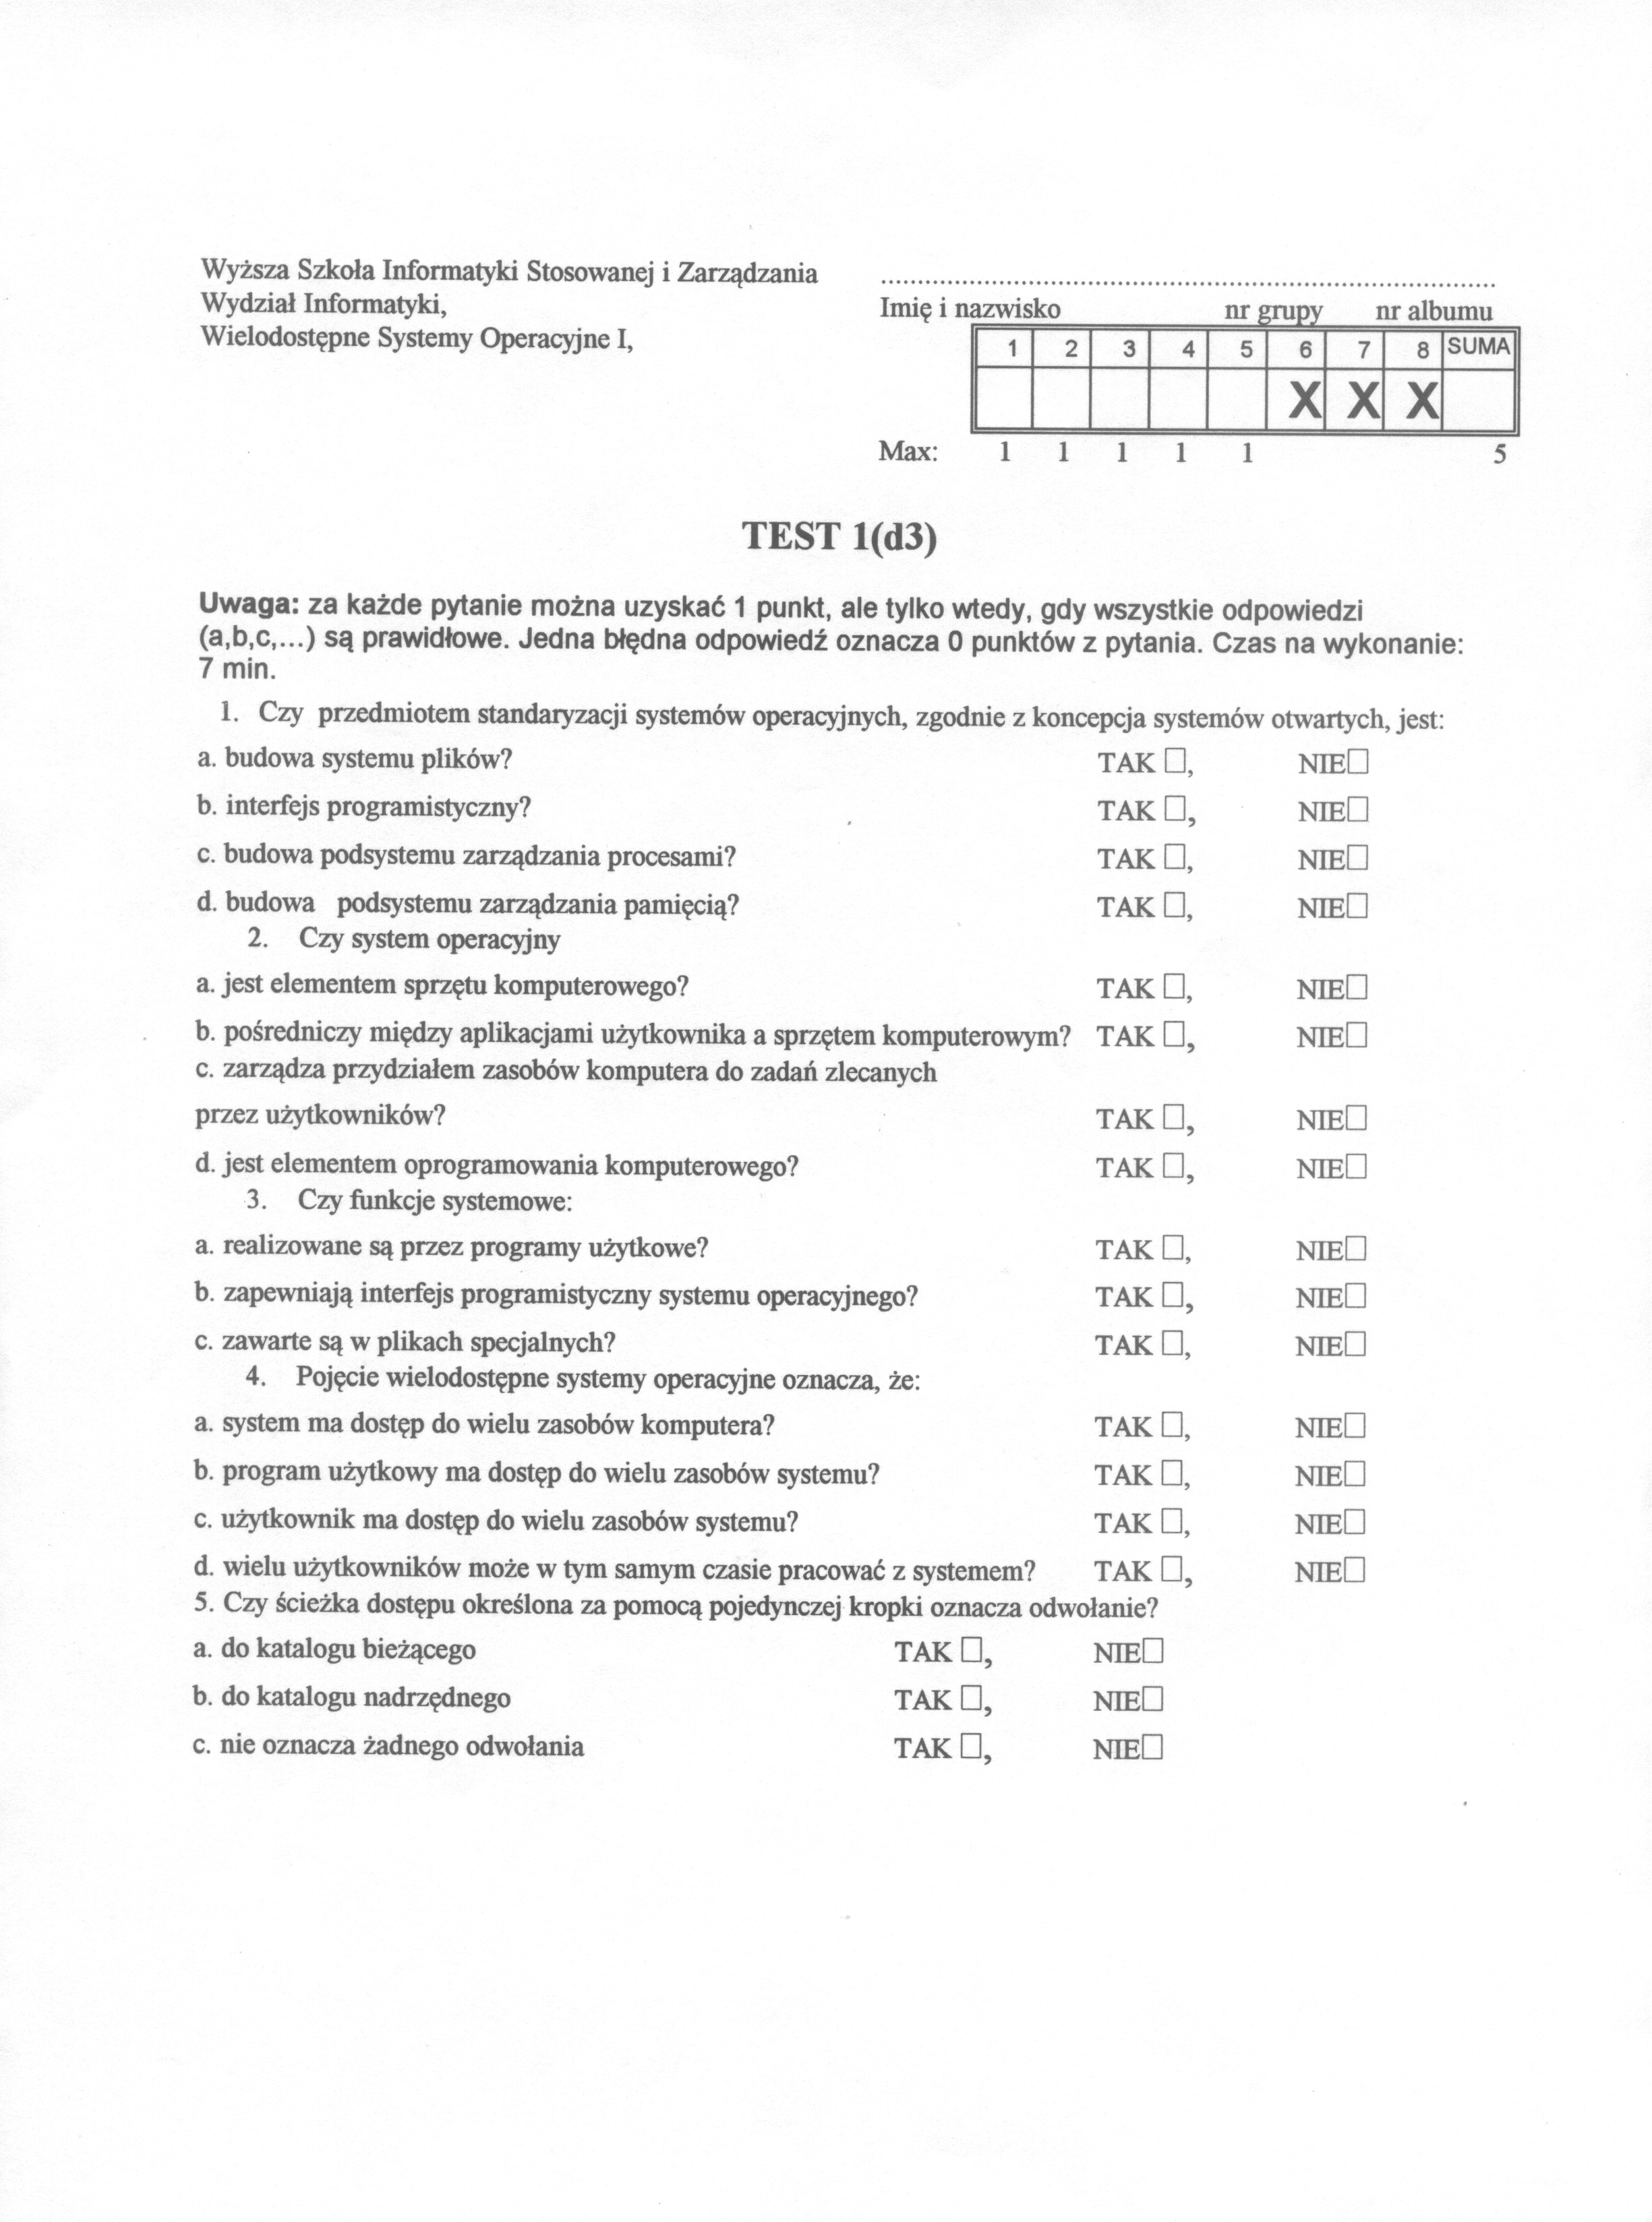 Wyższa Szkoła Informatyki Stosowanej i Zarządzania
Wydział Informatyki,
Wielodostępne Systemy Operacyjne I,
................................................................................
Imię i nazwisko nr grupy nr albumu
1 2 3 4 5 6 7 8 SUMA
X X X
Max: 1 1 1 1 1 5
TEST 1(d3)
Uwaga: za każde pytanie można uzyskać 1 punkt, ale tylko wtedy, gdy wszystkie odpowiedzi
(a,b,c,...) są prawidłowe. Jedna błędna odpowiedź oznacza 0 punktów z pytania. Czas na wykonanie:
7 min.
1. Czy przedmiotem standaryzacji systemów operacyjnych, zgodnie z koncepcja systemów otwartych, jest:
a. budowa systemu plików? TAK □, NIE□
b. interfejs programistyczny? TAK □, NIE□
c. budowa podsystemu zarządzania procesami? TAK □, NIE□
d. budowa podsystemu zarządzania pamięcią? TAK □, NIE□
2. Czy system operacyjny
a. jest elementem sprzętu komputerowego? TAK □, NIE□
b. pośredniczy między aplikacjami użytkownika a sprzętem komputerowym? TAK □, NIE□
c. zarządza przydziałem zasobów komputera do zadań zlecanych
przez użytkowników? TAK □, NIE□
d. jest elementem oprogramowania komputerowego? TAK □, NIE□
3. Czy funkcje systemowe:
a. realizowane są przez programy użytkowe? TAK □, NIE□
b. zapewniają interfejs programistyczny systemu operacyjnego? TAK □, NIE□
c. zawarte są w plikach specjalnych? TAK □, NIE□
4. Pojęcie wielodostępne systemy operacyjne oznacza, że:
a. system ma dostęp do wielu zasobów komputera? TAK □, NIE□
b. program użytkowy ma dostęp do wielu zasobów systemu? TAK □, NIE□
c. użytkownik ma dostęp do wielu zasobów systemu? TAK □, NIE□
d. wielu użytkowników może w tym samym czasie pracować z systemem? TAK □, NIE□
5. Czy ścieżka dostępu określona za pomocą pojedynczej kropki oznacza odwołanie?
a. do katalogu bieżącego TAK □, NIE□
b. do katalogu nadrzędnego TAK □, NIE□
c. nie oznacza żadnego odwołania TAK □, NIE□